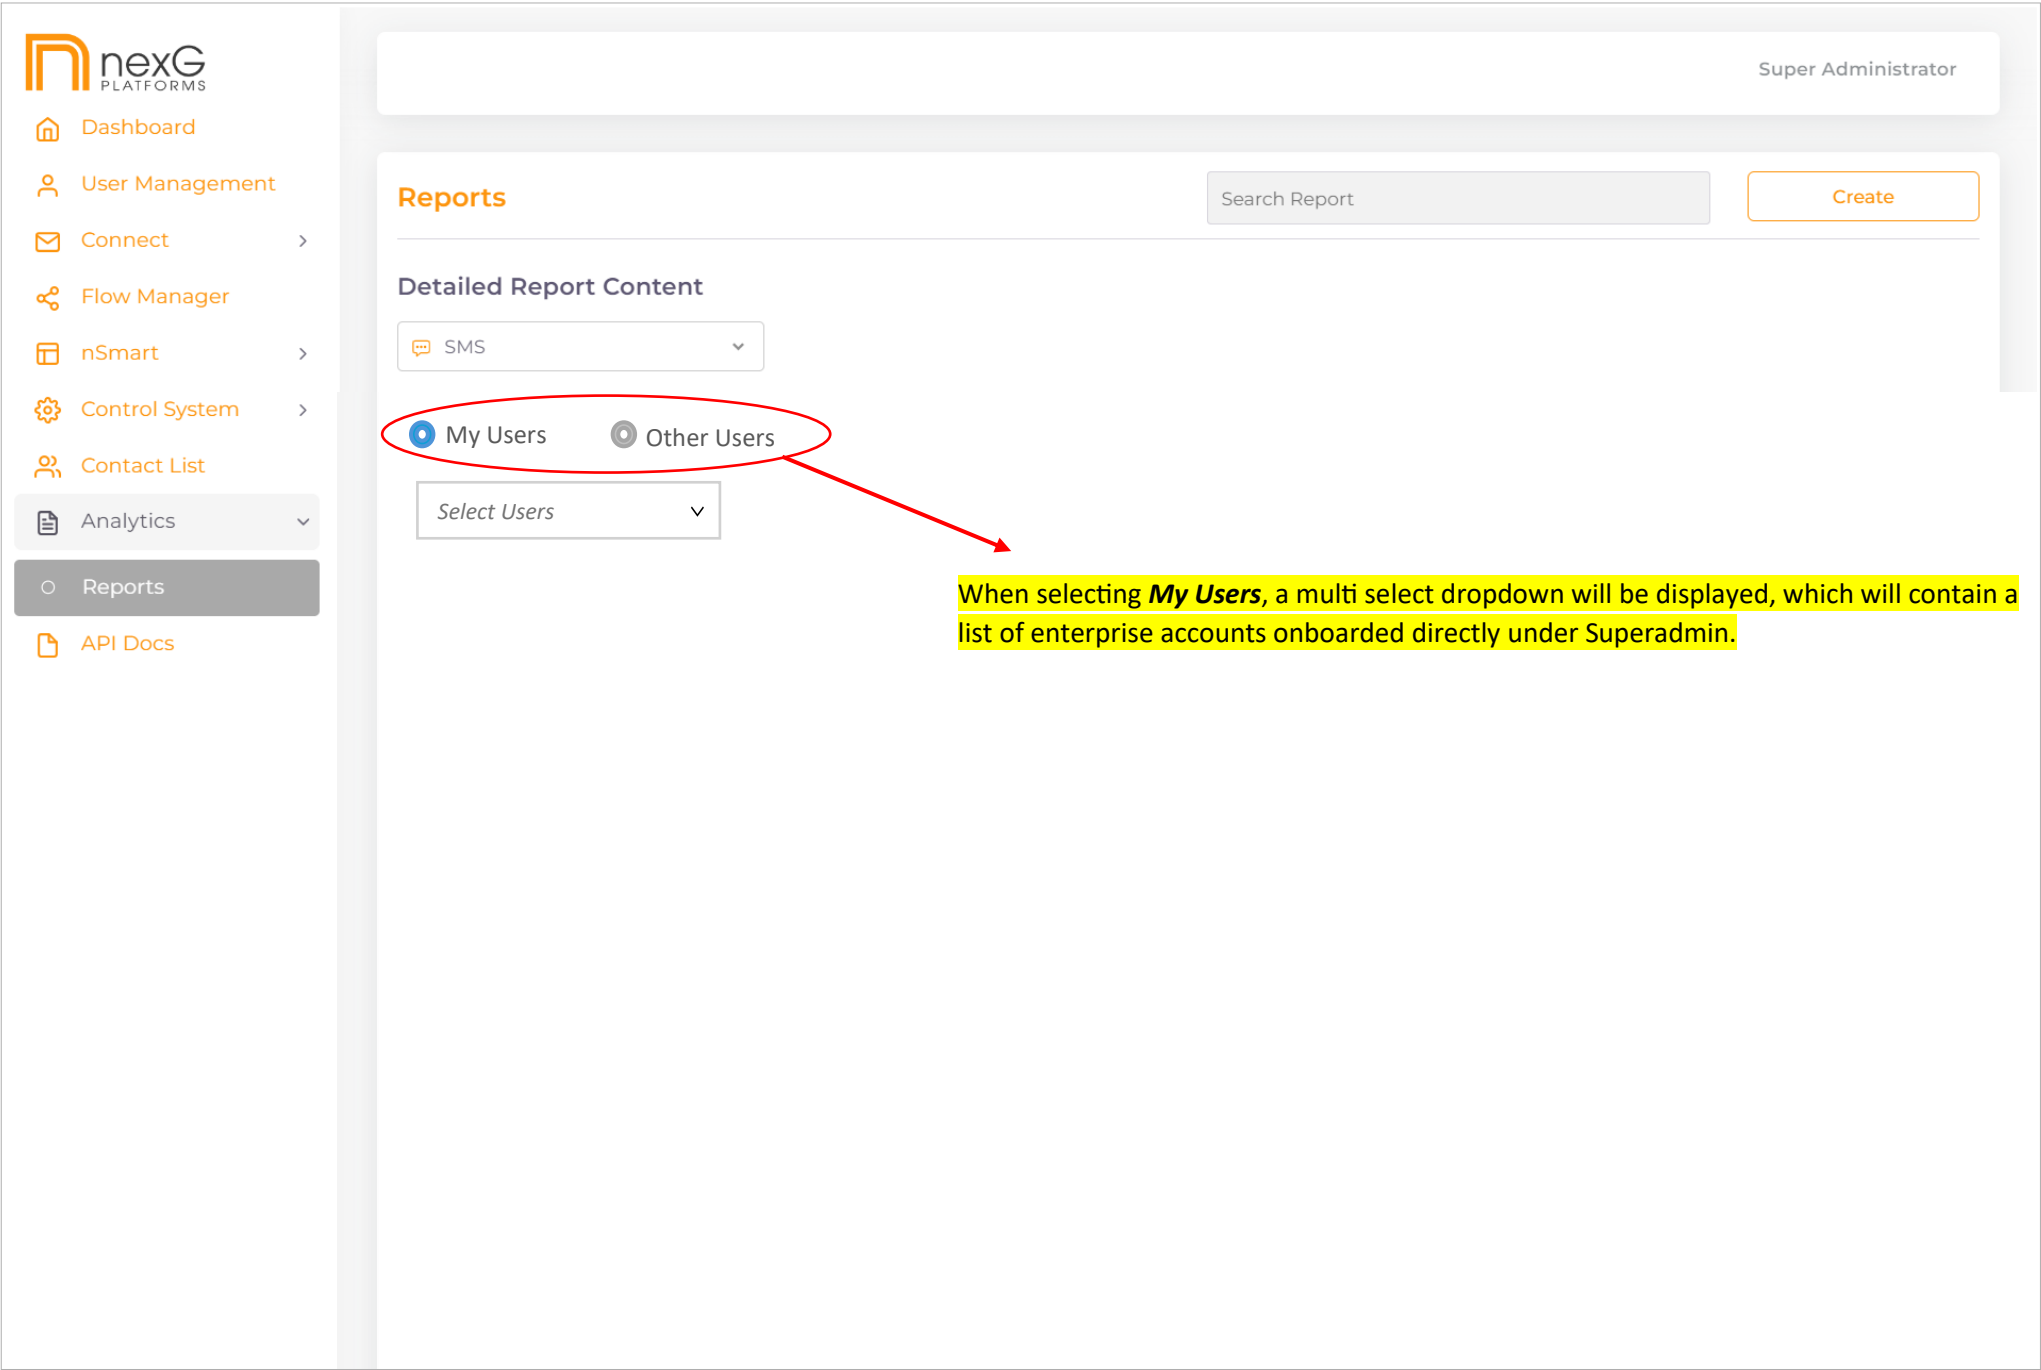 nexG
PLATFORMS
Dashboard
User Management
Connect
Flow Manager
nSmart
Control System
Contact List
Analytics
Reports
API Docs
Super Administrator
Reports
Search Report
Create
Detailed Report Content
SMS
My Users
Other Users
Select Users
When selecting My Users, a multi select dropdown will be displayed, which will contain a
list of enterprise accounts onboarded directly under Superadmin.